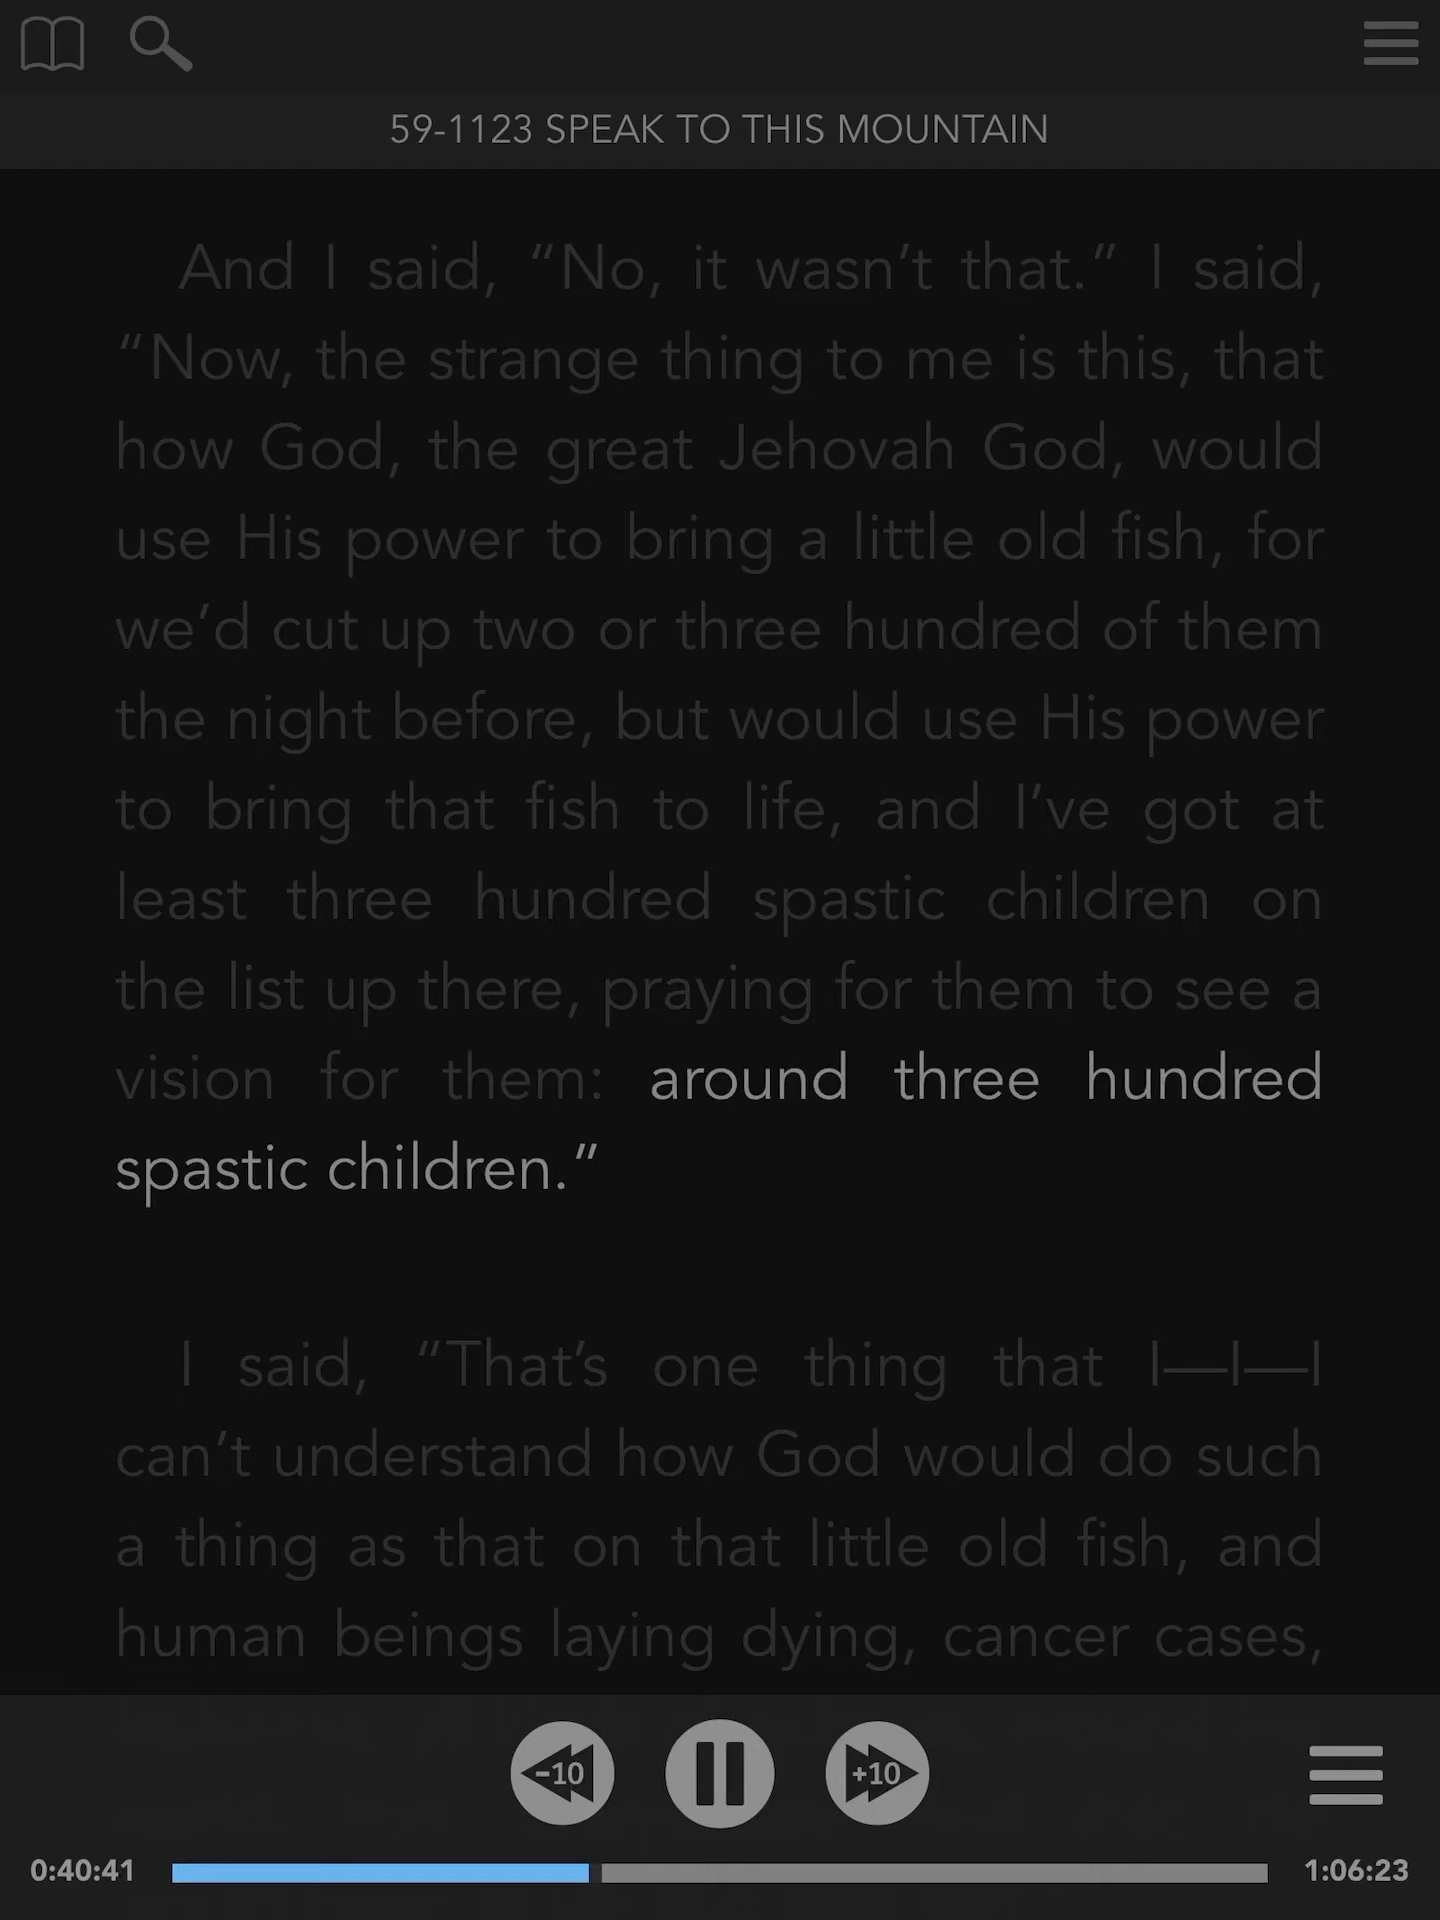 59-1123 SPEAK TO THIS MOUNTAIN
And I said, “No, it wasn’t that.” I said,
“Now, the strange thing to me is this, that
how God, the great Jehovah God, would
use His power to bring a little old fish, for
we’d cut up two or three hundred of them
the night before, but would use His power
to bring that fish to life, and I’ve got at
least three hundred spastic children on
the list up there, praying for them to see a
vision for them: around three hundred
spastic children.”
I said, “That’s one thing that I—I—I
can’t understand how God would do such
a thing as that on that little old fish, and
human beings laying dying, cancer cases,
-10
+10
0:40:41
1:06:23